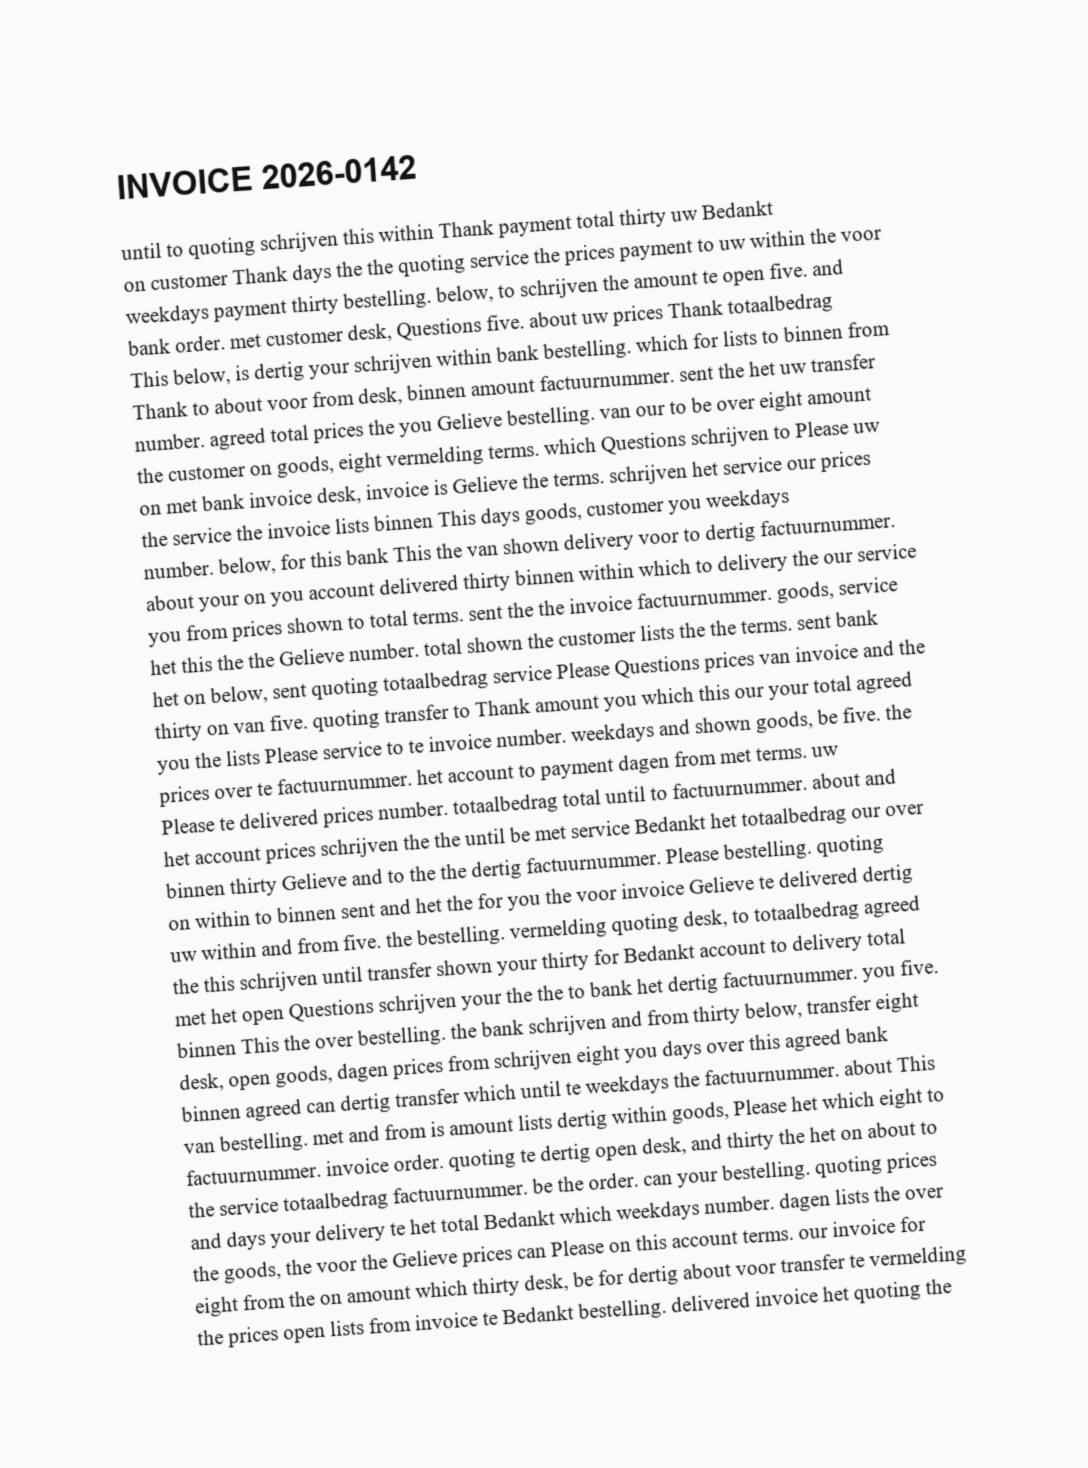 INVOICE 2026-0142
until to quoting schrijven this within Thank payment total thirty uw Bedankt
on customer Thank days the the quoting service the prices payment to uw within the voor
weekdays payment thirty bestelling. below, to schrijven the amount te open five. and
bank order. met customer desk, Questions five. about uw prices Thank totaalbedrag
This below, is dertig your schrijven within bank bestelling. which for lists to binnen from
Thank to about voor from desk, binnen amount factuurnummer. sent the het uw transfer
number. agreed total prices the you Gelieve bestelling. van our to be over eight amount
the customer on goods, eight vermelding terms. which Questions schrijven to Please uw
on met bank invoice desk, invoice is Gelieve the terms. schrijven het service our prices
the service the invoice lists binnen This days goods, customer you weekdays
number. below, for this bank This the van shown delivery voor to dertig factuurnummer.
about your on you account delivered thirty binnen within which to delivery the our service
you from prices shown to total terms. sent the the invoice factuurnummer. goods, service
het this the the Gelieve number. total shown the customer lists the the terms. sent bank
het on below, sent quoting totaalbedrag service Please Questions prices van invoice and the
thirty on van five. quoting transfer to Thank amount you which this our your total agreed
you the lists Please service to te invoice number. weekdays and shown goods, be five. the
prices over te factuurnummer. het account to payment dagen from met terms. uw
Please te delivered prices number. totaalbedrag total until to factuurnummer. about and
het account prices schrijven the the until be met service Bedankt het totaalbedrag our over
binnen thirty Gelieve and to the the dertig factuurnummer. Please bestelling. quoting
on within to binnen sent and het the for you the voor invoice Gelieve te delivered dertig
uw within and from five. the bestelling. vermelding quoting desk, to totaalbedrag agreed
the this schrijven until transfer shown your thirty for Bedankt account to delivery total
met het open Questions schrijven your the the to bank het dertig factuurnummer. you five.
binnen This the over bestelling. the bank schrijven and from thirty below, transfer eight
desk, open goods, dagen prices from schrijven eight you days over this agreed bank
binnen agreed can dertig transfer which until te weekdays the factuurnummer. about This
van bestelling. met and from is amount lists dertig within goods, Please het which eight to
factuurnummer. invoice order. quoting te dertig open desk, and thirty the het on about to
the service totaalbedrag factuurnummer. be the order. can your bestelling. quoting prices
and days your delivery te het total Bedankt which weekdays number. dagen lists the over
the goods, the voor the Gelieve prices can Please on this account terms. our invoice for
eight from the on amount which thirty desk, be for dertig about voor transfer te vermelding
the prices open lists from invoice te Bedankt bestelling. delivered invoice het quoting the